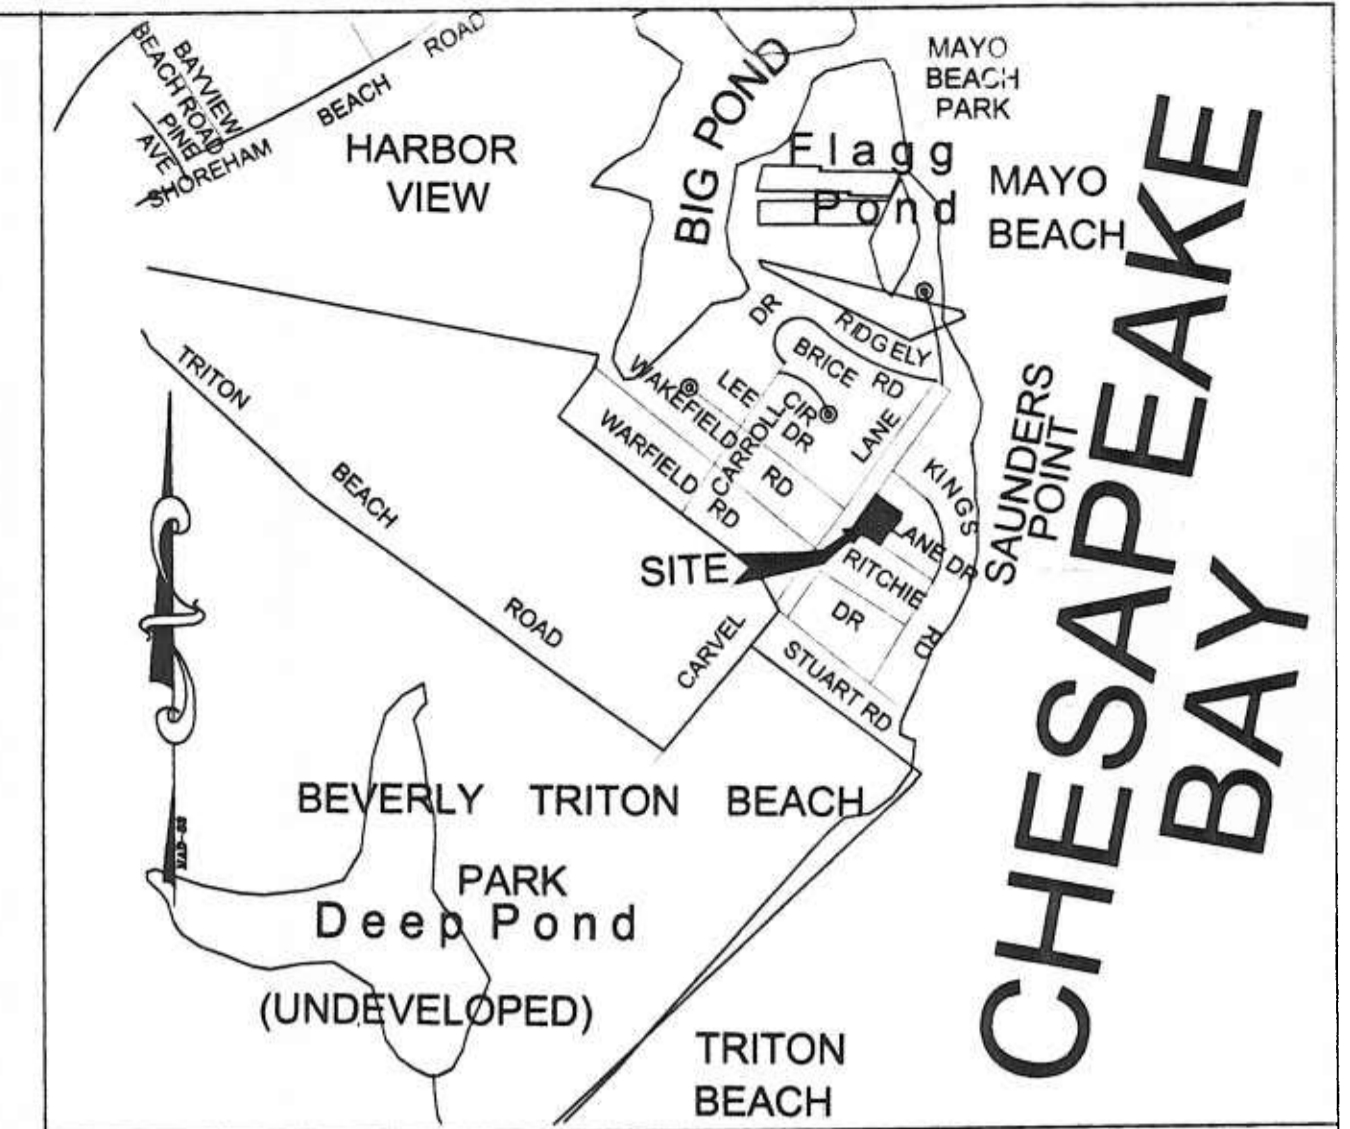 BAYVIEW
BEACH ROAD
PINE
AVE
SHOREHAM
BEACH
ROAD
HARBOR
VIEW
BIG POND
MAYO
BEACH
PARK
Flagg
Pond
MAYO
BEACH
CHESAPEAKE
BAY
TRITON
BEACH
ROAD
DR
RIDGELY
BRICE RD
WAKEFIELD
RD
LEE
DR
CIR
CARROLL
WARFIELD
RD
LANE
KINGS
RD
SAUNDERS
POINT
SITE
LANE DR
RITCHIE
DR
CARVEL
STUART RD
NAD-83
BEVERLY TRITON BEACH
PARK
Deep Pond
(UNDEVELOPED)
TRITON
BEACH